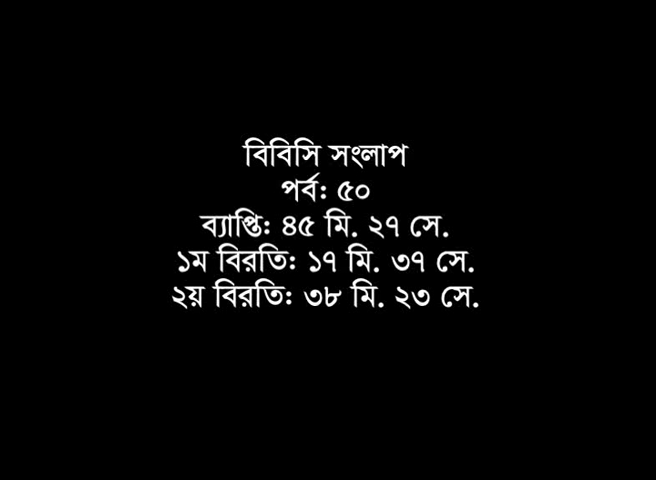 বিবিসি সংলাপ
পর্ব: ৫০
ব্যাপ্তি: ৪৫ মি. ২৭ সে.
১ম বিরতি: ১৭ মি. ৩৭ সে.
২য় বিরতি: ৩৮ মি. ২৩ সে.